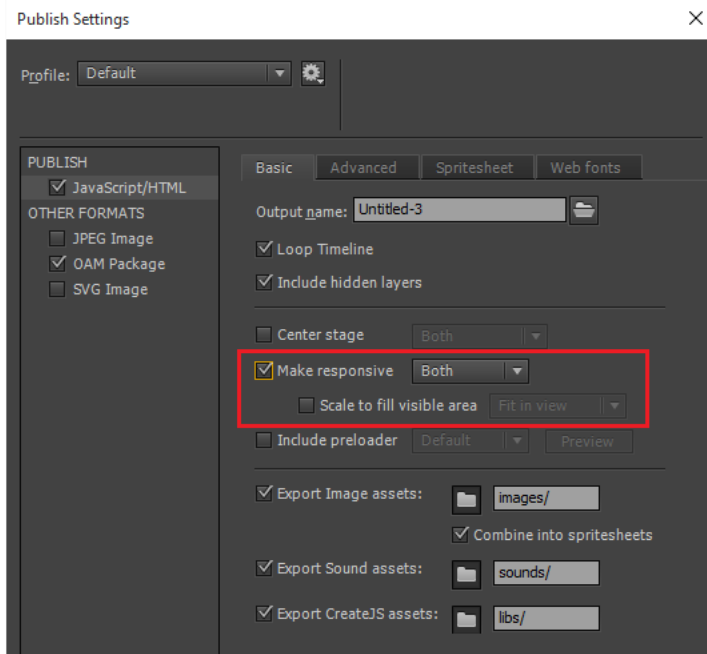 Publish Settings
Profile: Default
PUBLISH
JavaScript/HTML
OTHER FORMATS
JPEG Image
OAM Package
SVG Image
Basic Advanced Spritesheet Web fonts
Output name: Untitled-3
Loop Timeline
Include hidden layers
Center stage Both
Make responsive Both
Scale to fill visible area Fit in view
Include preloader Default Preview
Export Image assets: images/
Combine into spritesheets
Export Sound assets: sounds/
Export CreateJS assets: libs/